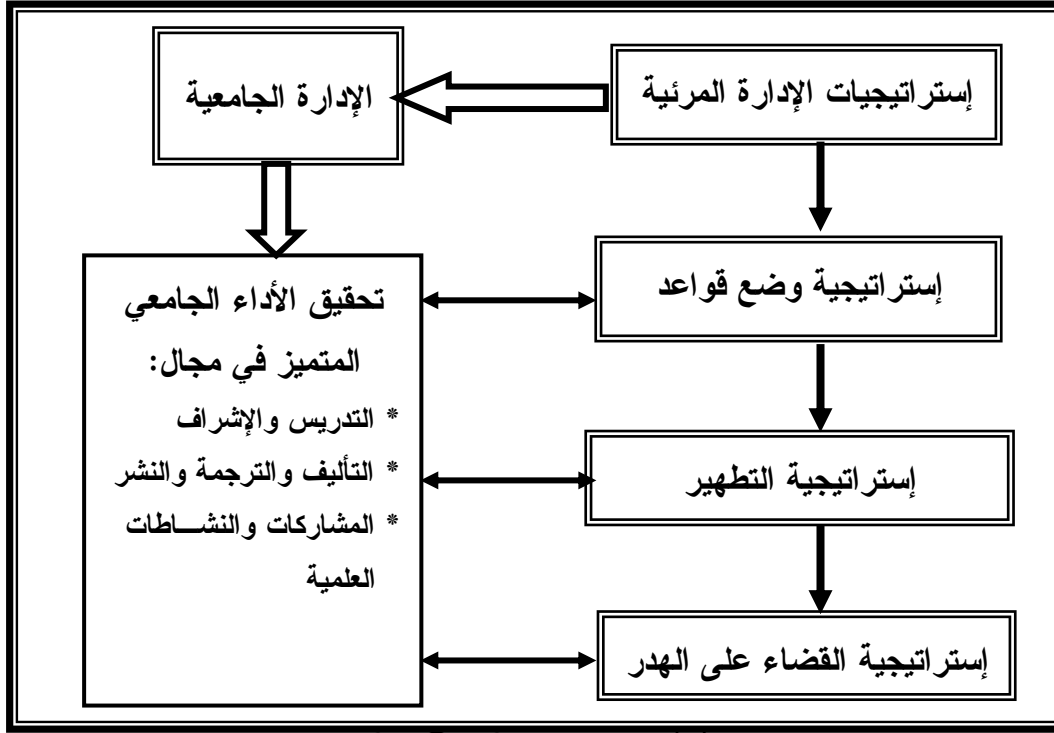 إستراتيجيات الإدارة المرئية
الإدارة الجامعية
إستراتيجية وضع قواعد
إستراتيجية التطهير
إستراتيجية القضاء على الهدر
تحقيق الأداء الجامعي
المتميز في مجال:
* التدريس والإشراف
* التأليف والترجمة والنشر
* المشاركات والنشــاطات
العلمية